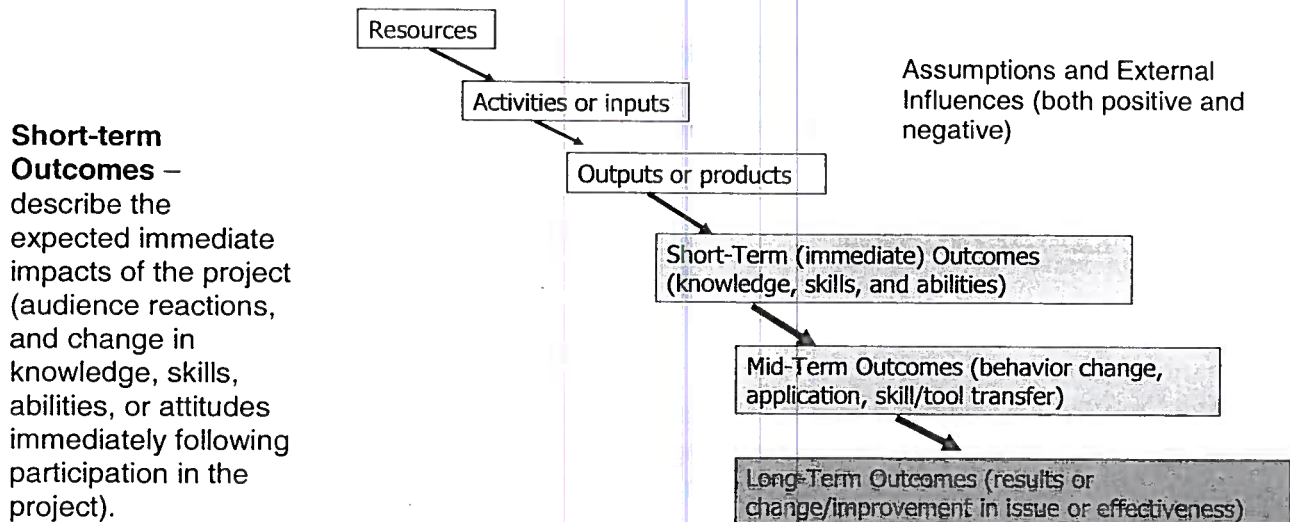 Resources
Activities or inputs
Assumptions and External
Influences (both positive and
negative)
Short-term
Outcomes –
describe the
expected immediate
impacts of the project
(audience reactions,
and change in
knowledge, skills,
abilities, or attitudes
immediately following
participation in the
project).
Outputs or products
Short-Term (immediate) Outcomes
(knowledge, skills, and abilities)
Mid-Term Outcomes (behavior change,
application, skill/tool transfer)
Long-Term Outcomes (results or
change/improvement in issue or effectiveness)